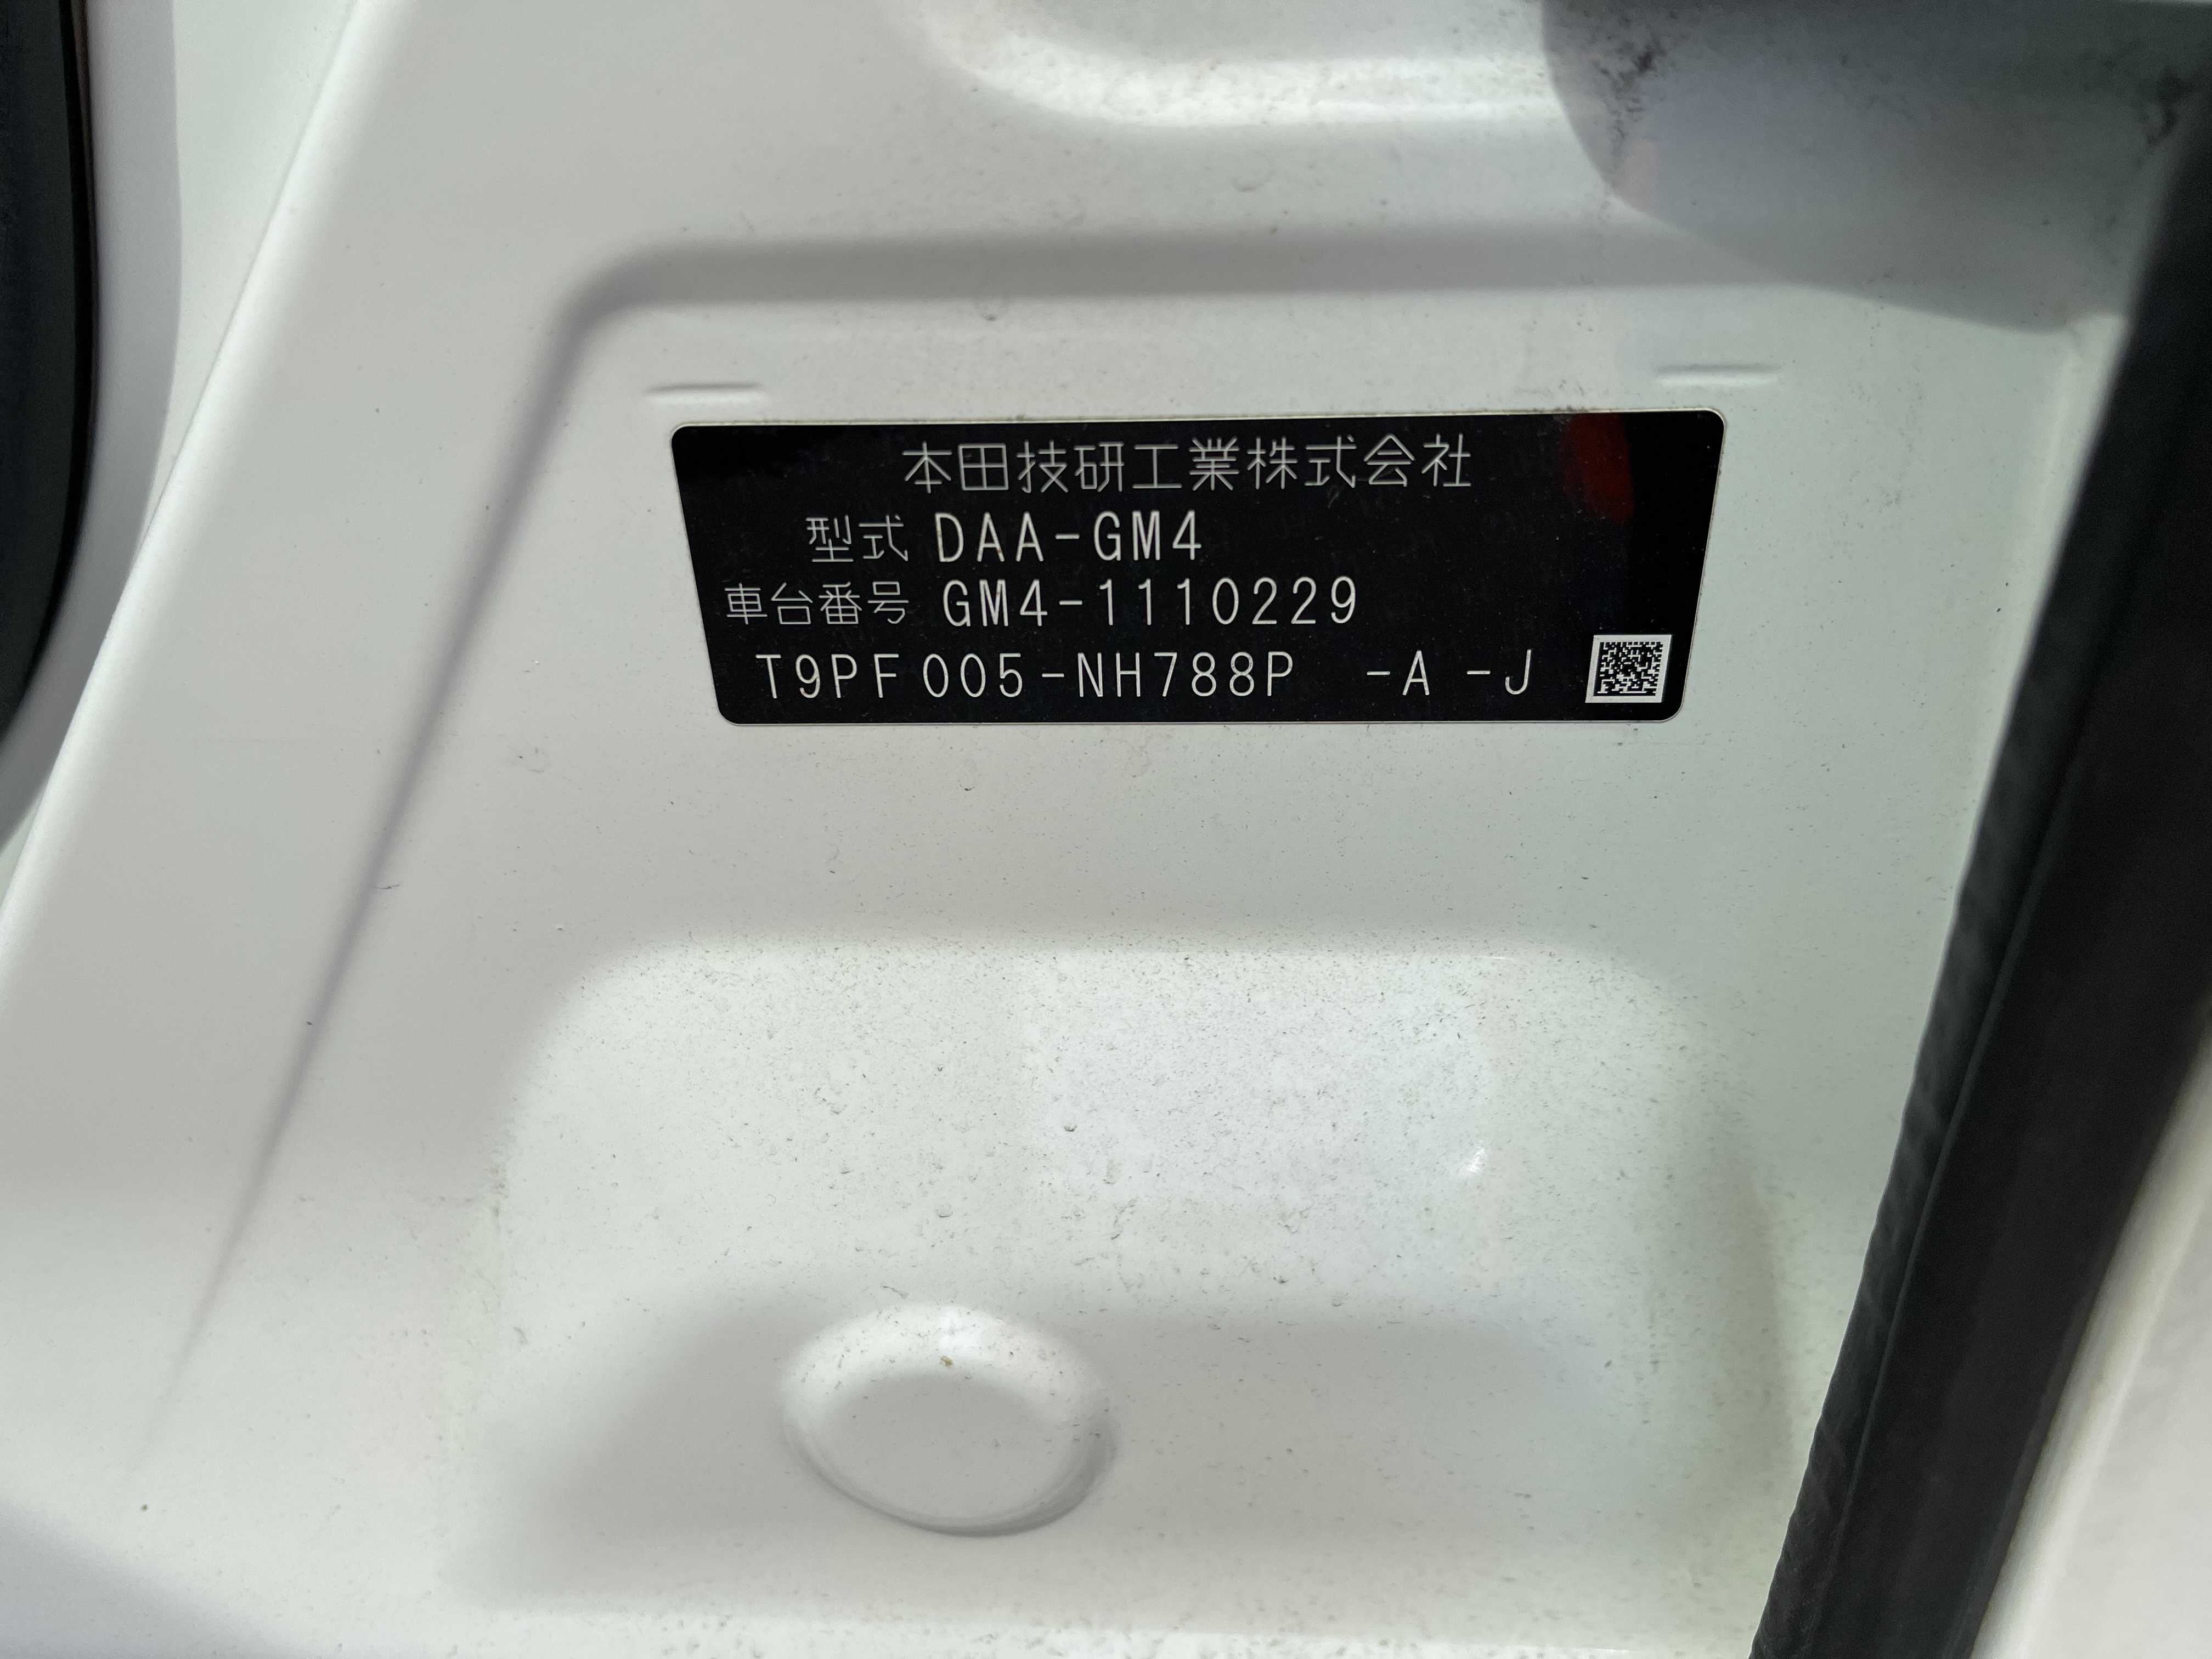 本田技研工業株式会社
型式 DAA-GM4
車台番号 GM4-1110229
T9PF005-NH788P -A -J